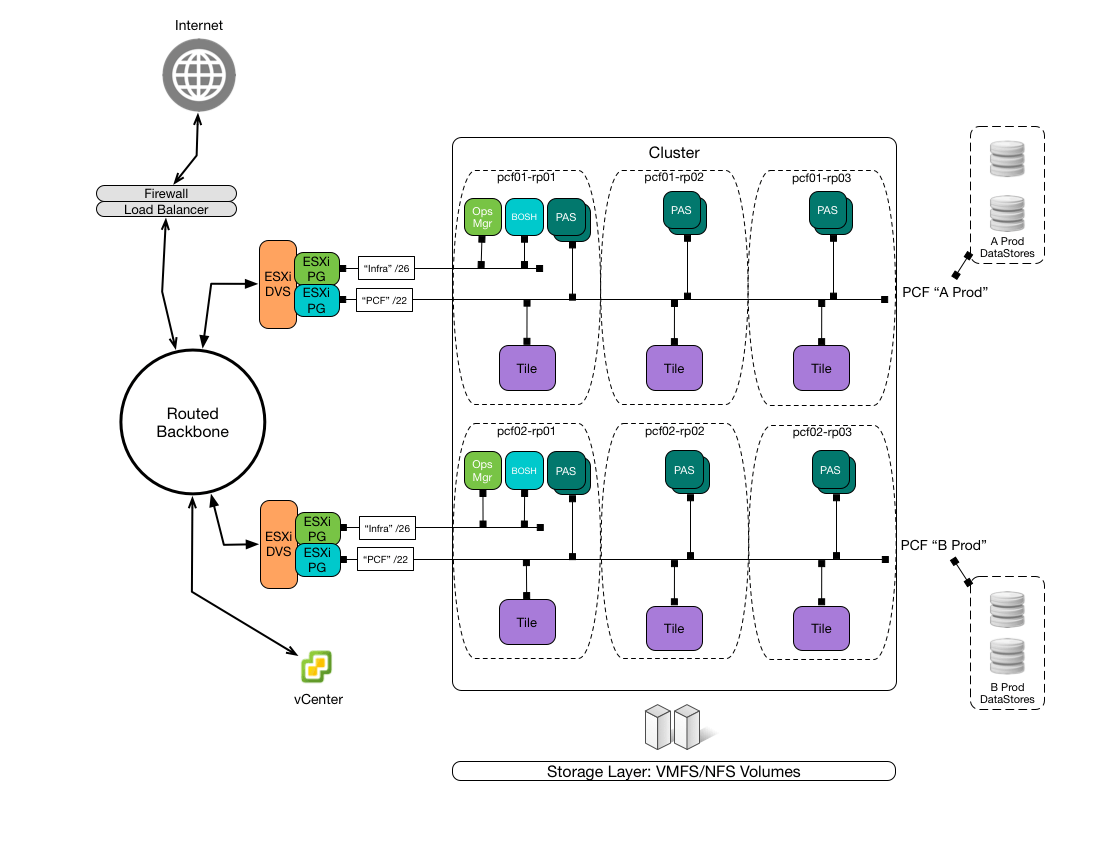 Internet
Firewall
Load Balancer
Cluster
pcf01-rp01
pcf01-rp02
pcf01-rp03
Ops
Mgr
BOSH
PAS
PAS
PAS
A Prod
DataStores
ESXi
DVS
ESXi
PG
ESXi
PG
“Infra” /26
“PCF” /22
PCF “A Prod”
Tile
Tile
Tile
Routed
Backbone
pcf02-rp01
pcf02-rp02
pcf02-rp03
Ops
Mgr
BOSH
PAS
PAS
PAS
ESXi
DVS
ESXi
PG
ESXi
PG
“Infra” /26
“PCF” /22
PCF “B Prod”
Tile
Tile
Tile
B Prod
DataStores
vCenter
Storage Layer: VMFS/NFS Volumes